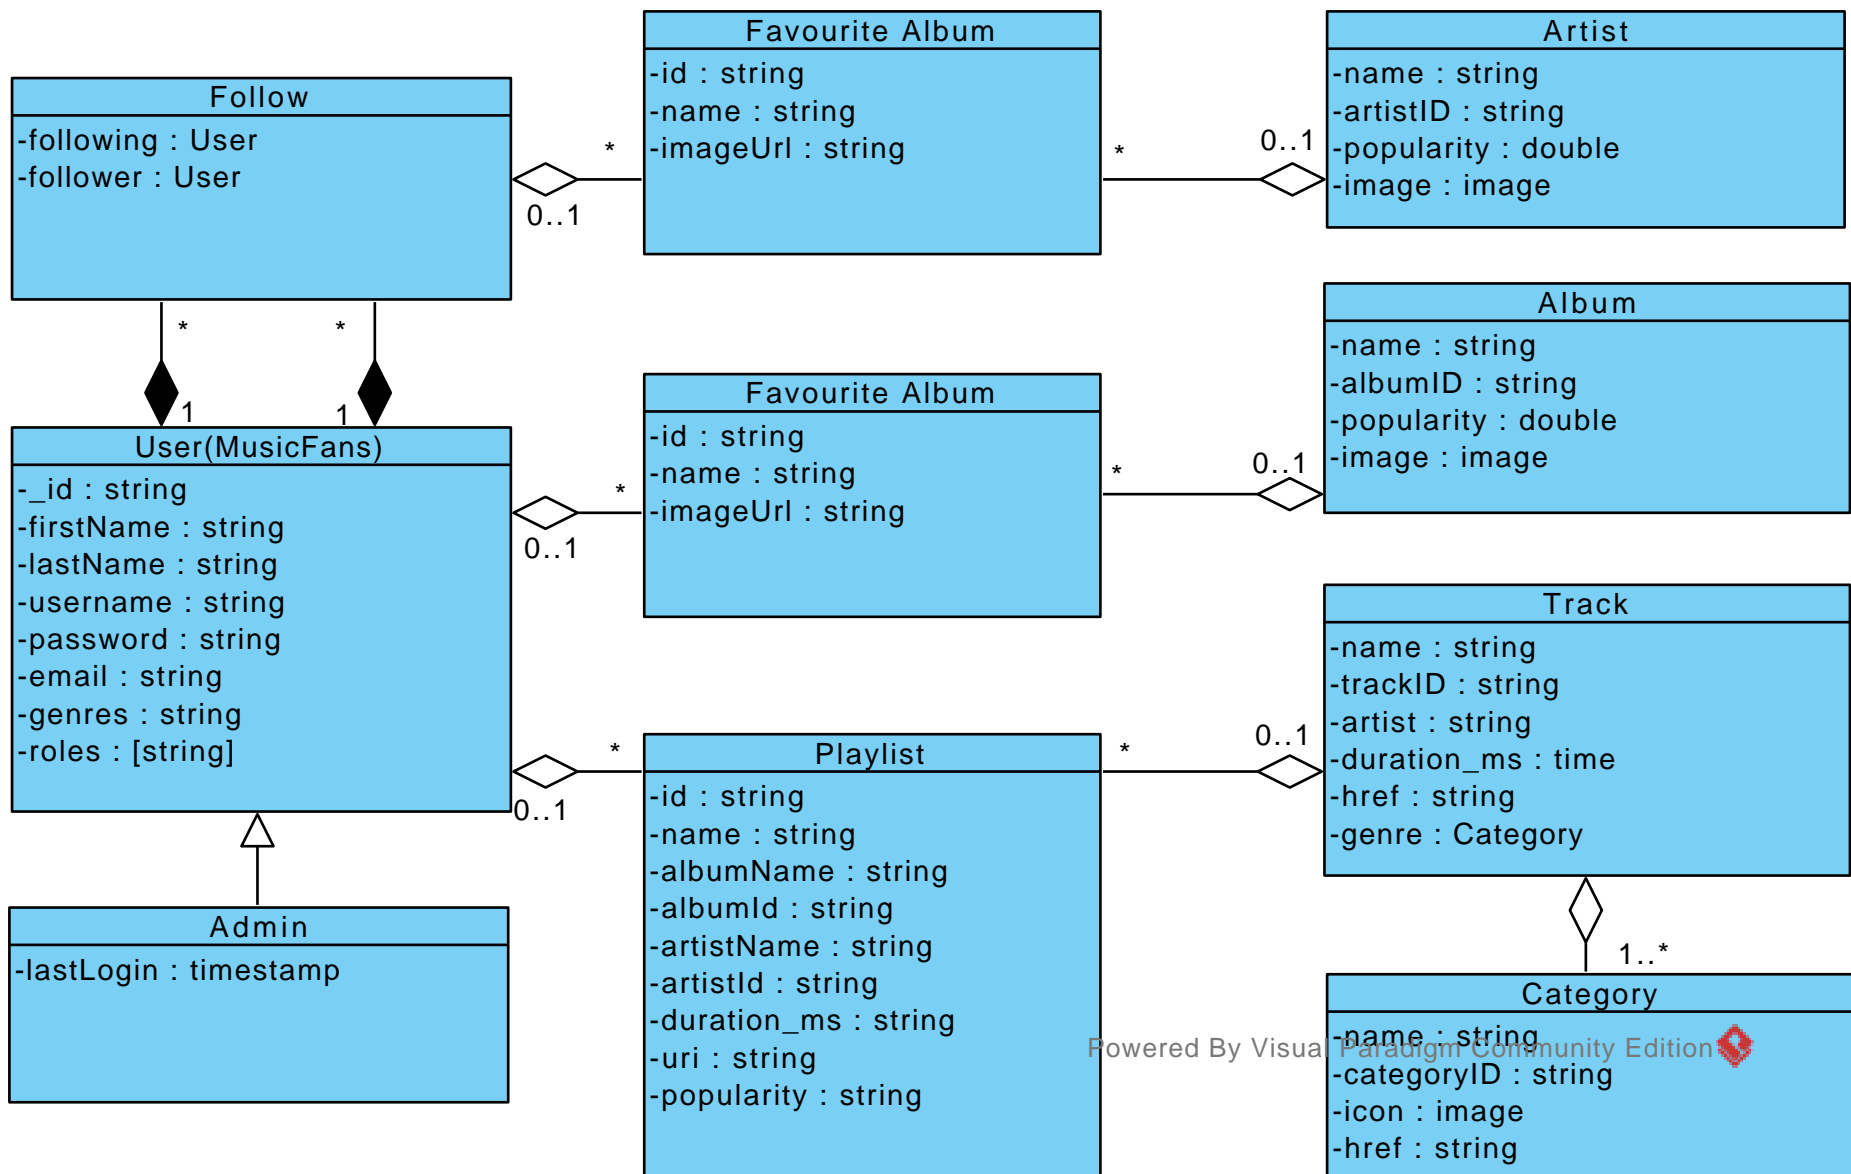 Follow
-following : User
-follower : User
*
0..1
Favourite Album
-id : string
-name : string
-imageUrl : string
*
0..1
Artist
-name : string
-artistID : string
-popularity : double
-image : image
*
*
1
1
User(MusicFans)
-_id : string
-firstName : string
-lastName : string
-username : string
-password : string
-email : string
-genres : string
-roles : [string]
*
0..1
Favourite Album
-id : string
-name : string
-imageUrl : string
*
0..1
Album
-name : string
-albumID : string
-popularity : double
-image : image
*
0..1
Playlist
-id : string
-name : string
-albumName : string
-albumId : string
-artistName : string
-artistId : string
-duration_ms : string
-uri : string
-popularity : string
*
0..1
Track
-name : string
-trackID : string
-artist : string
-duration_ms : time
-href : string
-genre : Category
Admin
-lastLogin : timestamp
1..*
Category
-name : string
-categoryID : string
-icon : image
-href : string
Powered By Visual Paradigm Community Edition